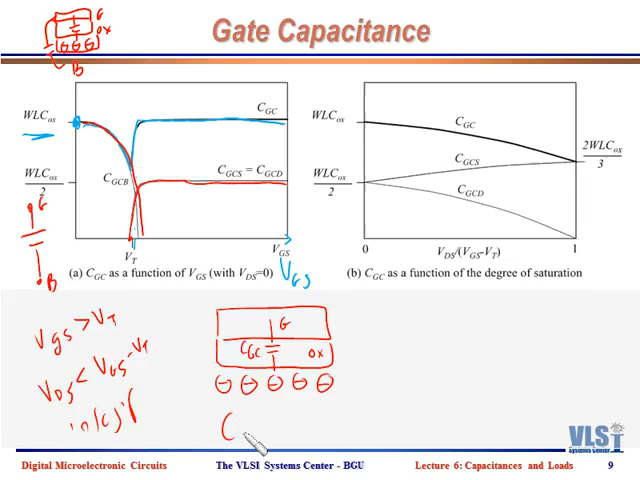 Gate Capacitance
G
OX
B
WLCox
WLCox
2
CGC
CGCB
CGCS = CGCD
VT
VGS
(a) CGC as a function of VGS (with VDS=0)
G
B
VGS
WLCox
WLCox
2
CGC
CGCS
CGCD
2WLCox
3
0
VDS/(VGS-VT)
1
(b) CGC as a function of the degree of saturation
Vgs > VT
VDS < VGS-VT
G
CGC
OX
VLSI
Systems Center
Digital Microelectronic Circuits
The VLSI Systems Center - BGU
Lecture 6: Capacitances and Loads
9